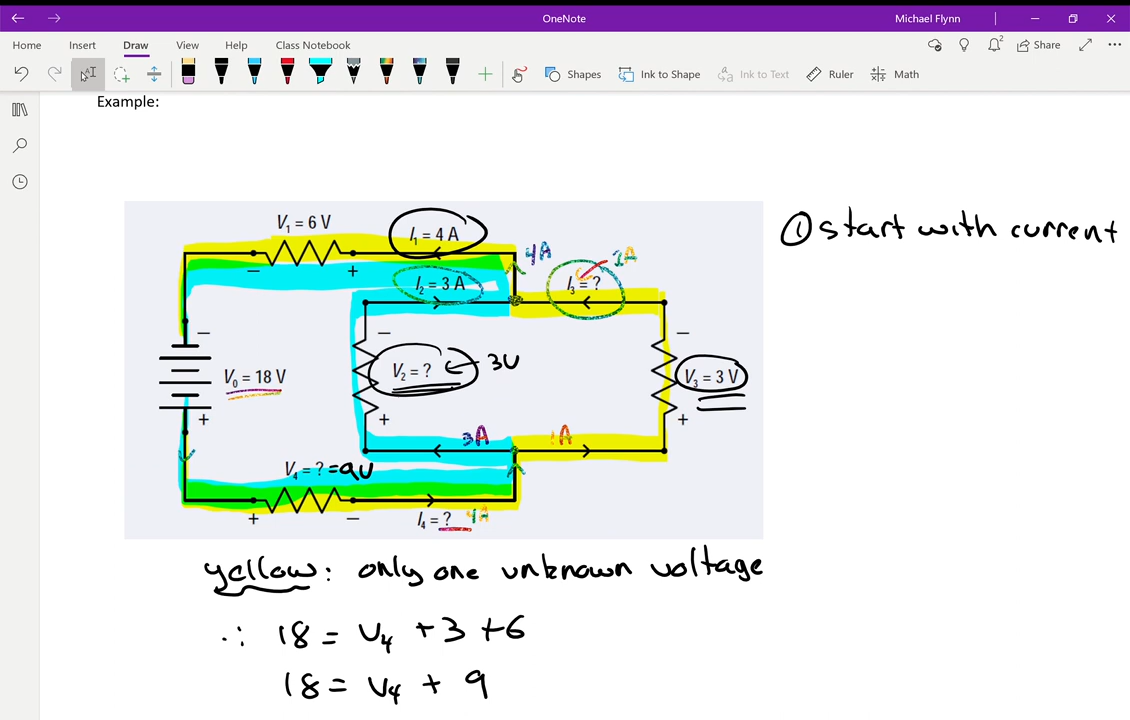 OneNote
Michael Flynn
Home Insert Draw View Help Class Notebook
2 Share
Shapes Ink to Shape Ink to Text Ruler Math
Example:
V₁ = 6 V
I₁ = 4 A
4A
I₂ = 3 A
I₃ = ?
1A
① start with current
V₀ = 18 V
V₂ = ?
3V
V₃ = 3 V
3A
1A
V₄ = ? = 9V
I₄ = ? 4A
yellow: only one unknown voltage
∴ 18 = V₄ + 3 + 6
18 = V₄ + 9